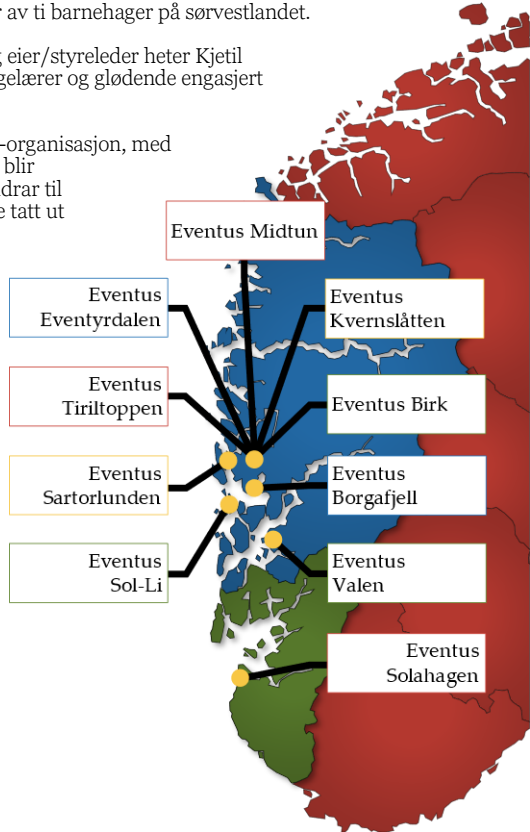 r av ti barnehager på sørvestlandet.
g eier/styreleder heter Kjetil
gelærer og glødende engasjert
-organisasjon, med
blir
drar til
e tatt ut
Eventus Midtun
Eventus
Eventyrdalen
Eventus
Kvernslåtten
Eventus
Tiriltoppen
Eventus Birk
Eventus
Sartorlunden
Eventus
Borgafjell
Eventus
Sol-Li
Eventus
Valen
Eventus
Solahagen